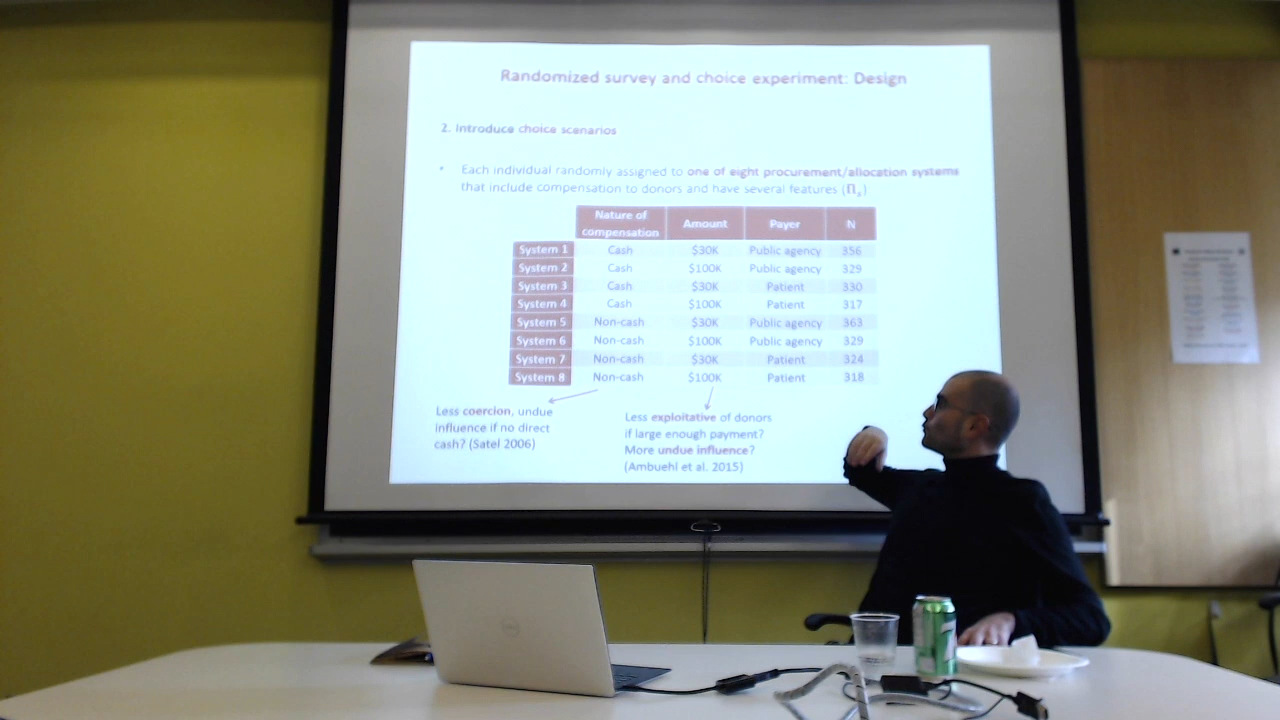 Randomized survey and choice experiment: Design
2. Introduce choice scenarios
• Each individual randomly assigned to one of eight procurement/allocation systems
that include compensation to donors and have several features (Πs)
Nature of compensation Amount Payer N
System 1 Cash $30K Public agency 356
System 2 Cash $100K Public agency 329
System 3 Cash $30K Patient 330
System 4 Cash $100K Patient 317
System 5 Non-cash $30K Public agency 363
System 6 Non-cash $100K Public agency 329
System 7 Non-cash $30K Patient 324
System 8 Non-cash $100K Patient 318
Less coercion, undue
influence if no direct
cash? (Satel 2006)
Less exploitative of donors
if large enough payment?
More undue influence?
(Ambuehl et al. 2015)